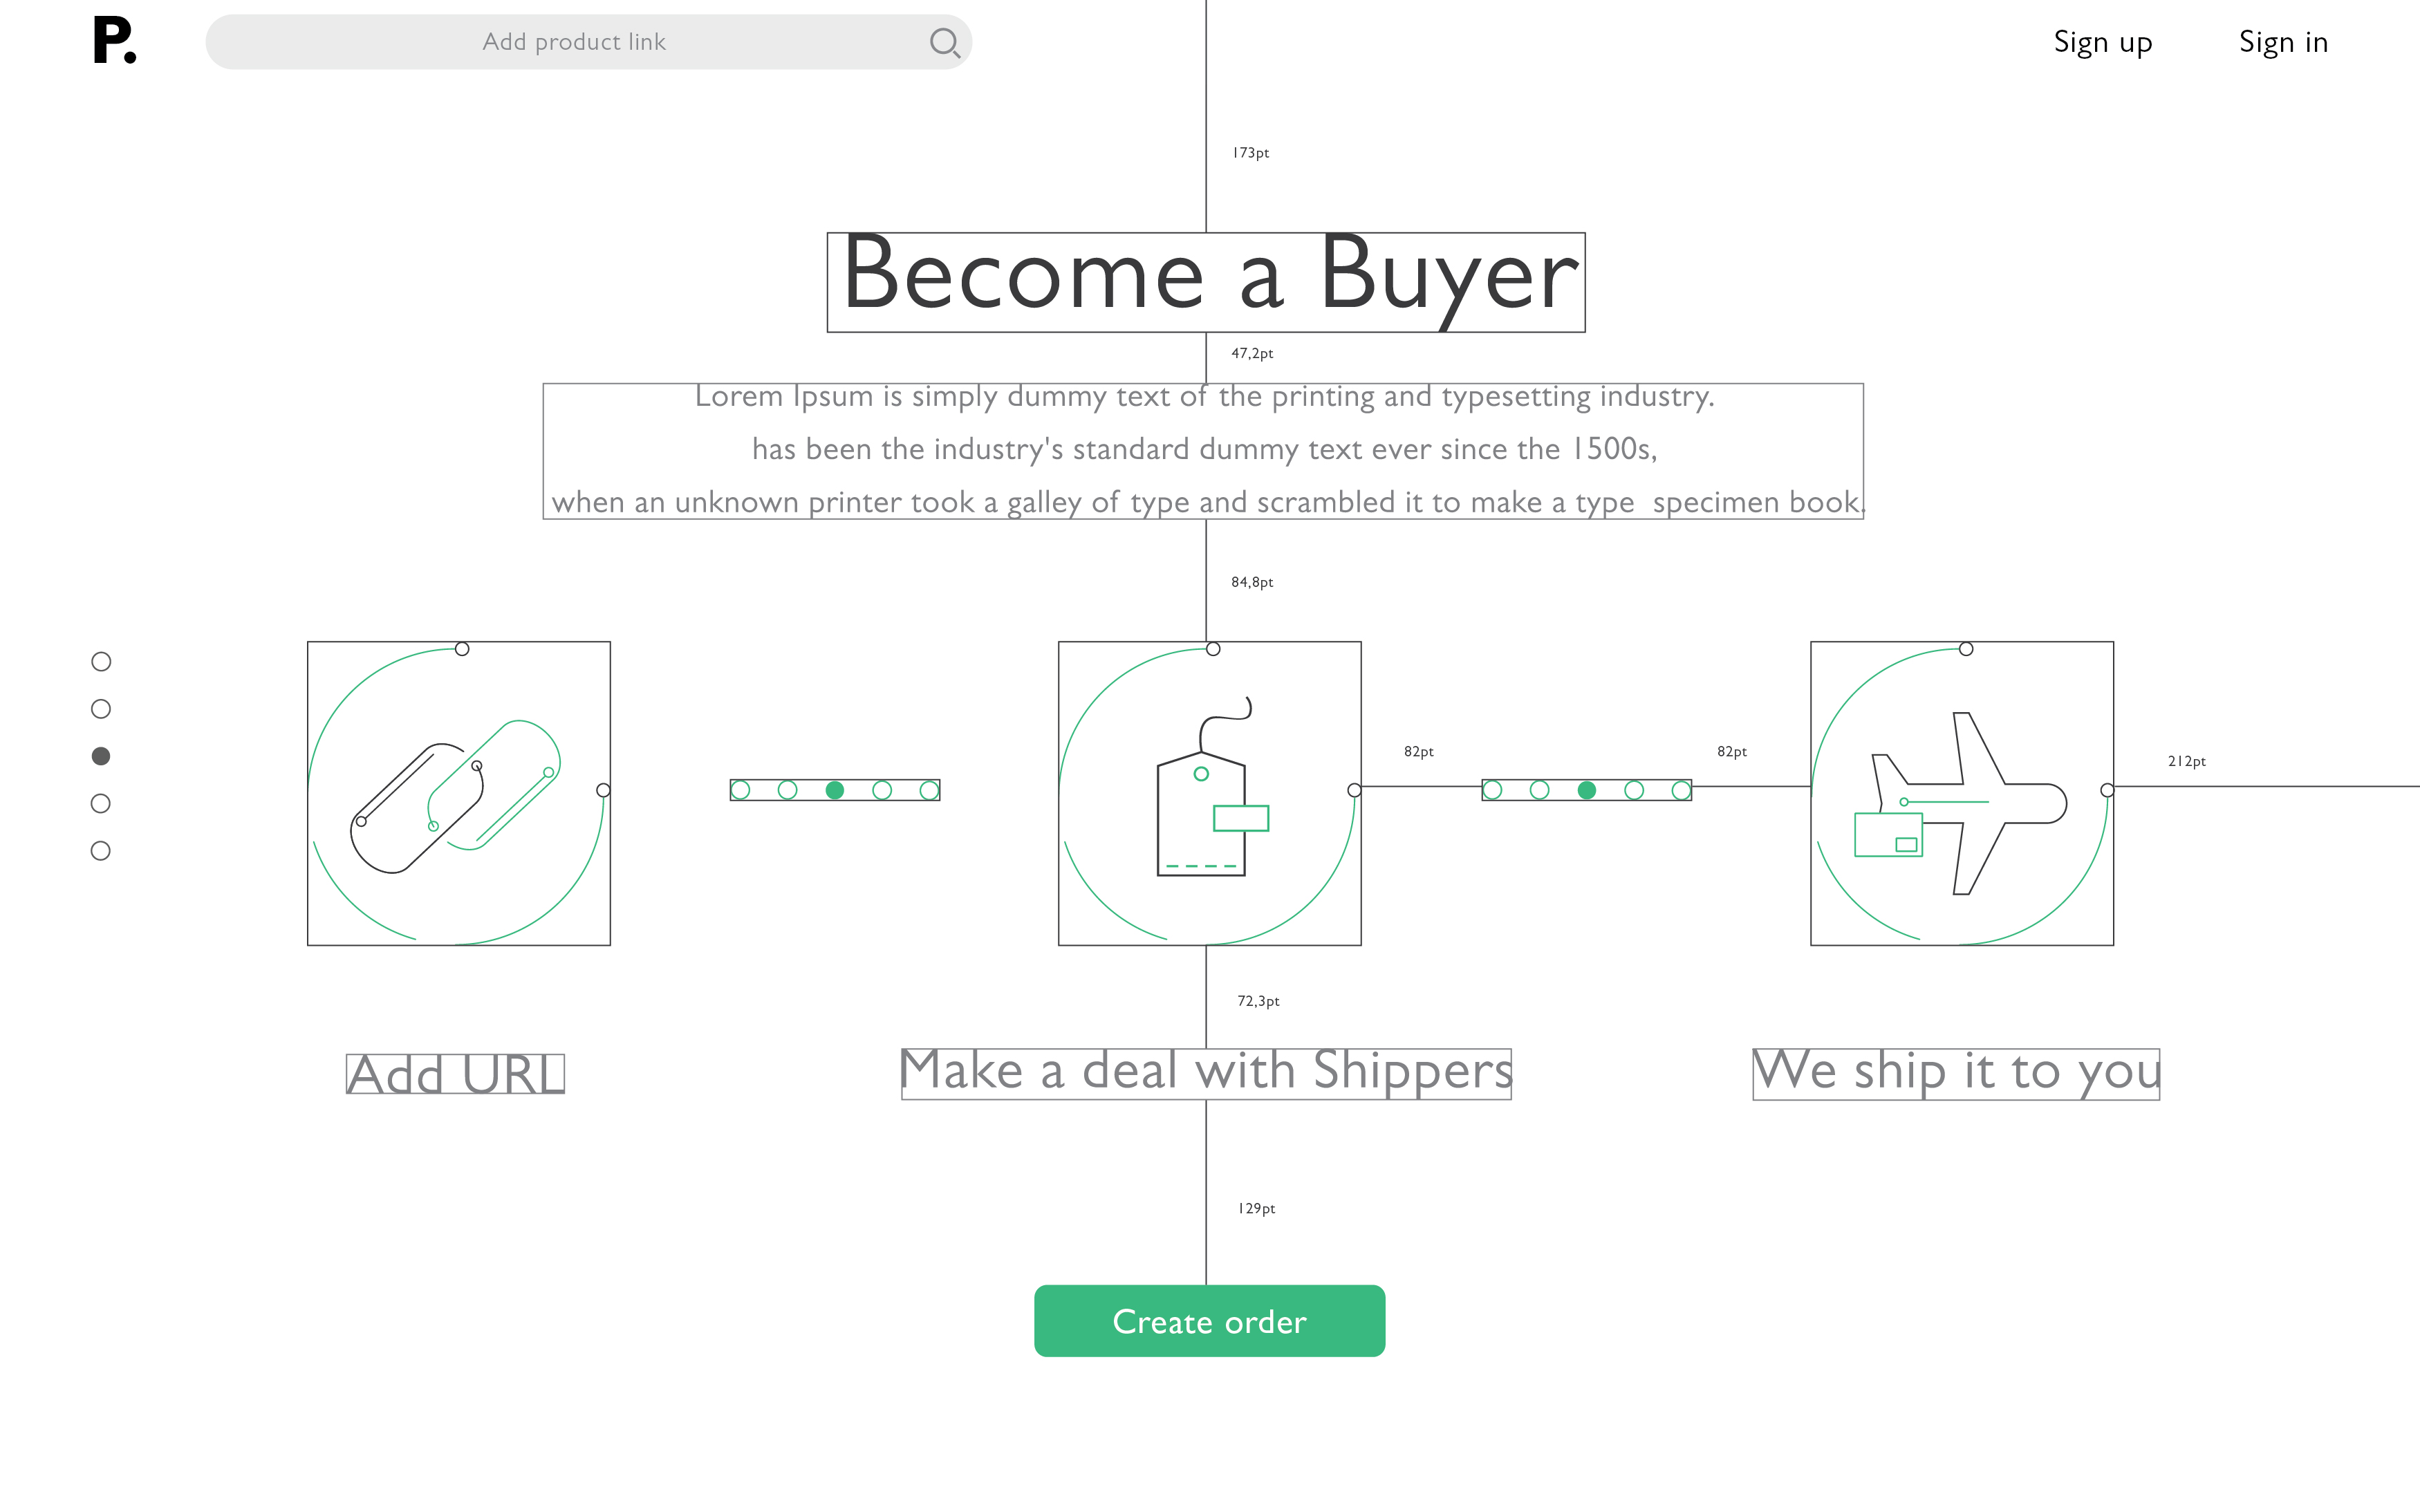 P.
Add product link
Sign up
Sign in
173pt
Become a Buyer
47,2pt
Lorem Ipsum is simply dummy text of the printing and typesetting industry.
has been the industry's standard dummy text ever since the 1500s,
when an unknown printer took a galley of type and scrambled it to make a type  specimen book.
84,8pt
82pt
82pt
212pt
72,3pt
Add URL
Make a deal with Shippers
We ship it to you
129pt
Create order